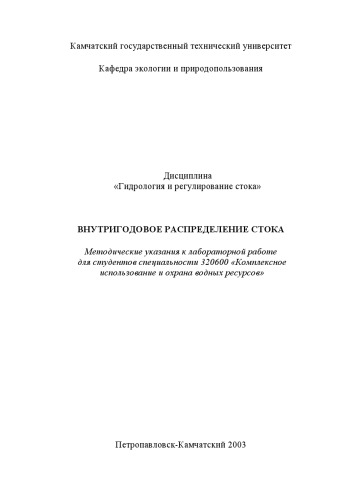 Камчатский государственный технический университет
Кафедра экологии и природопользования
Дисциплина
«Гидрология и регулирование стока»
ВНУТРИГОДОВОЕ РАСПРЕДЕЛЕНИЕ СТОКА
Методические указания к лабораторной работе
для студентов специальности 320600 «Комплексное
использование и охрана водных ресурсов»
Петропавловск-Камчатский 2003